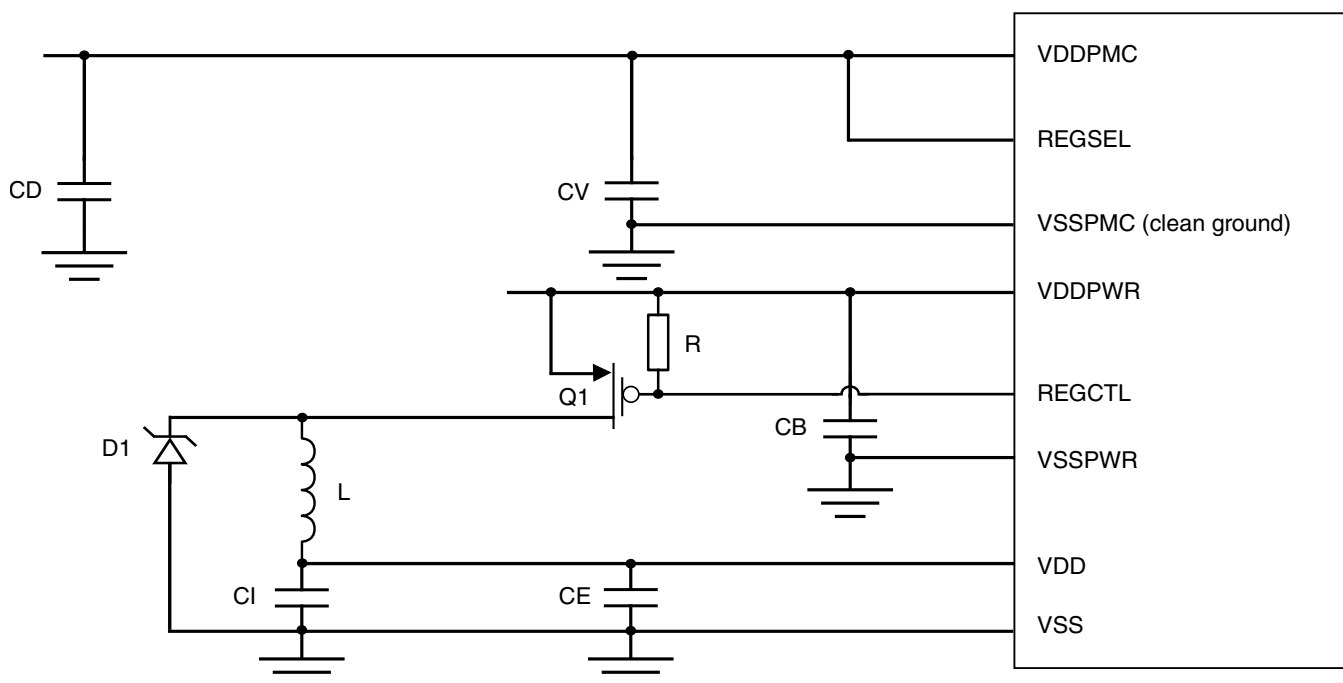 VDDPMC
REGSEL
CD
CV
VSSPMC (clean ground)
VDDPWR
R
Q1
REGCTL
CB
D1
VSSPWR
L
VDD
CI
CE
VSS